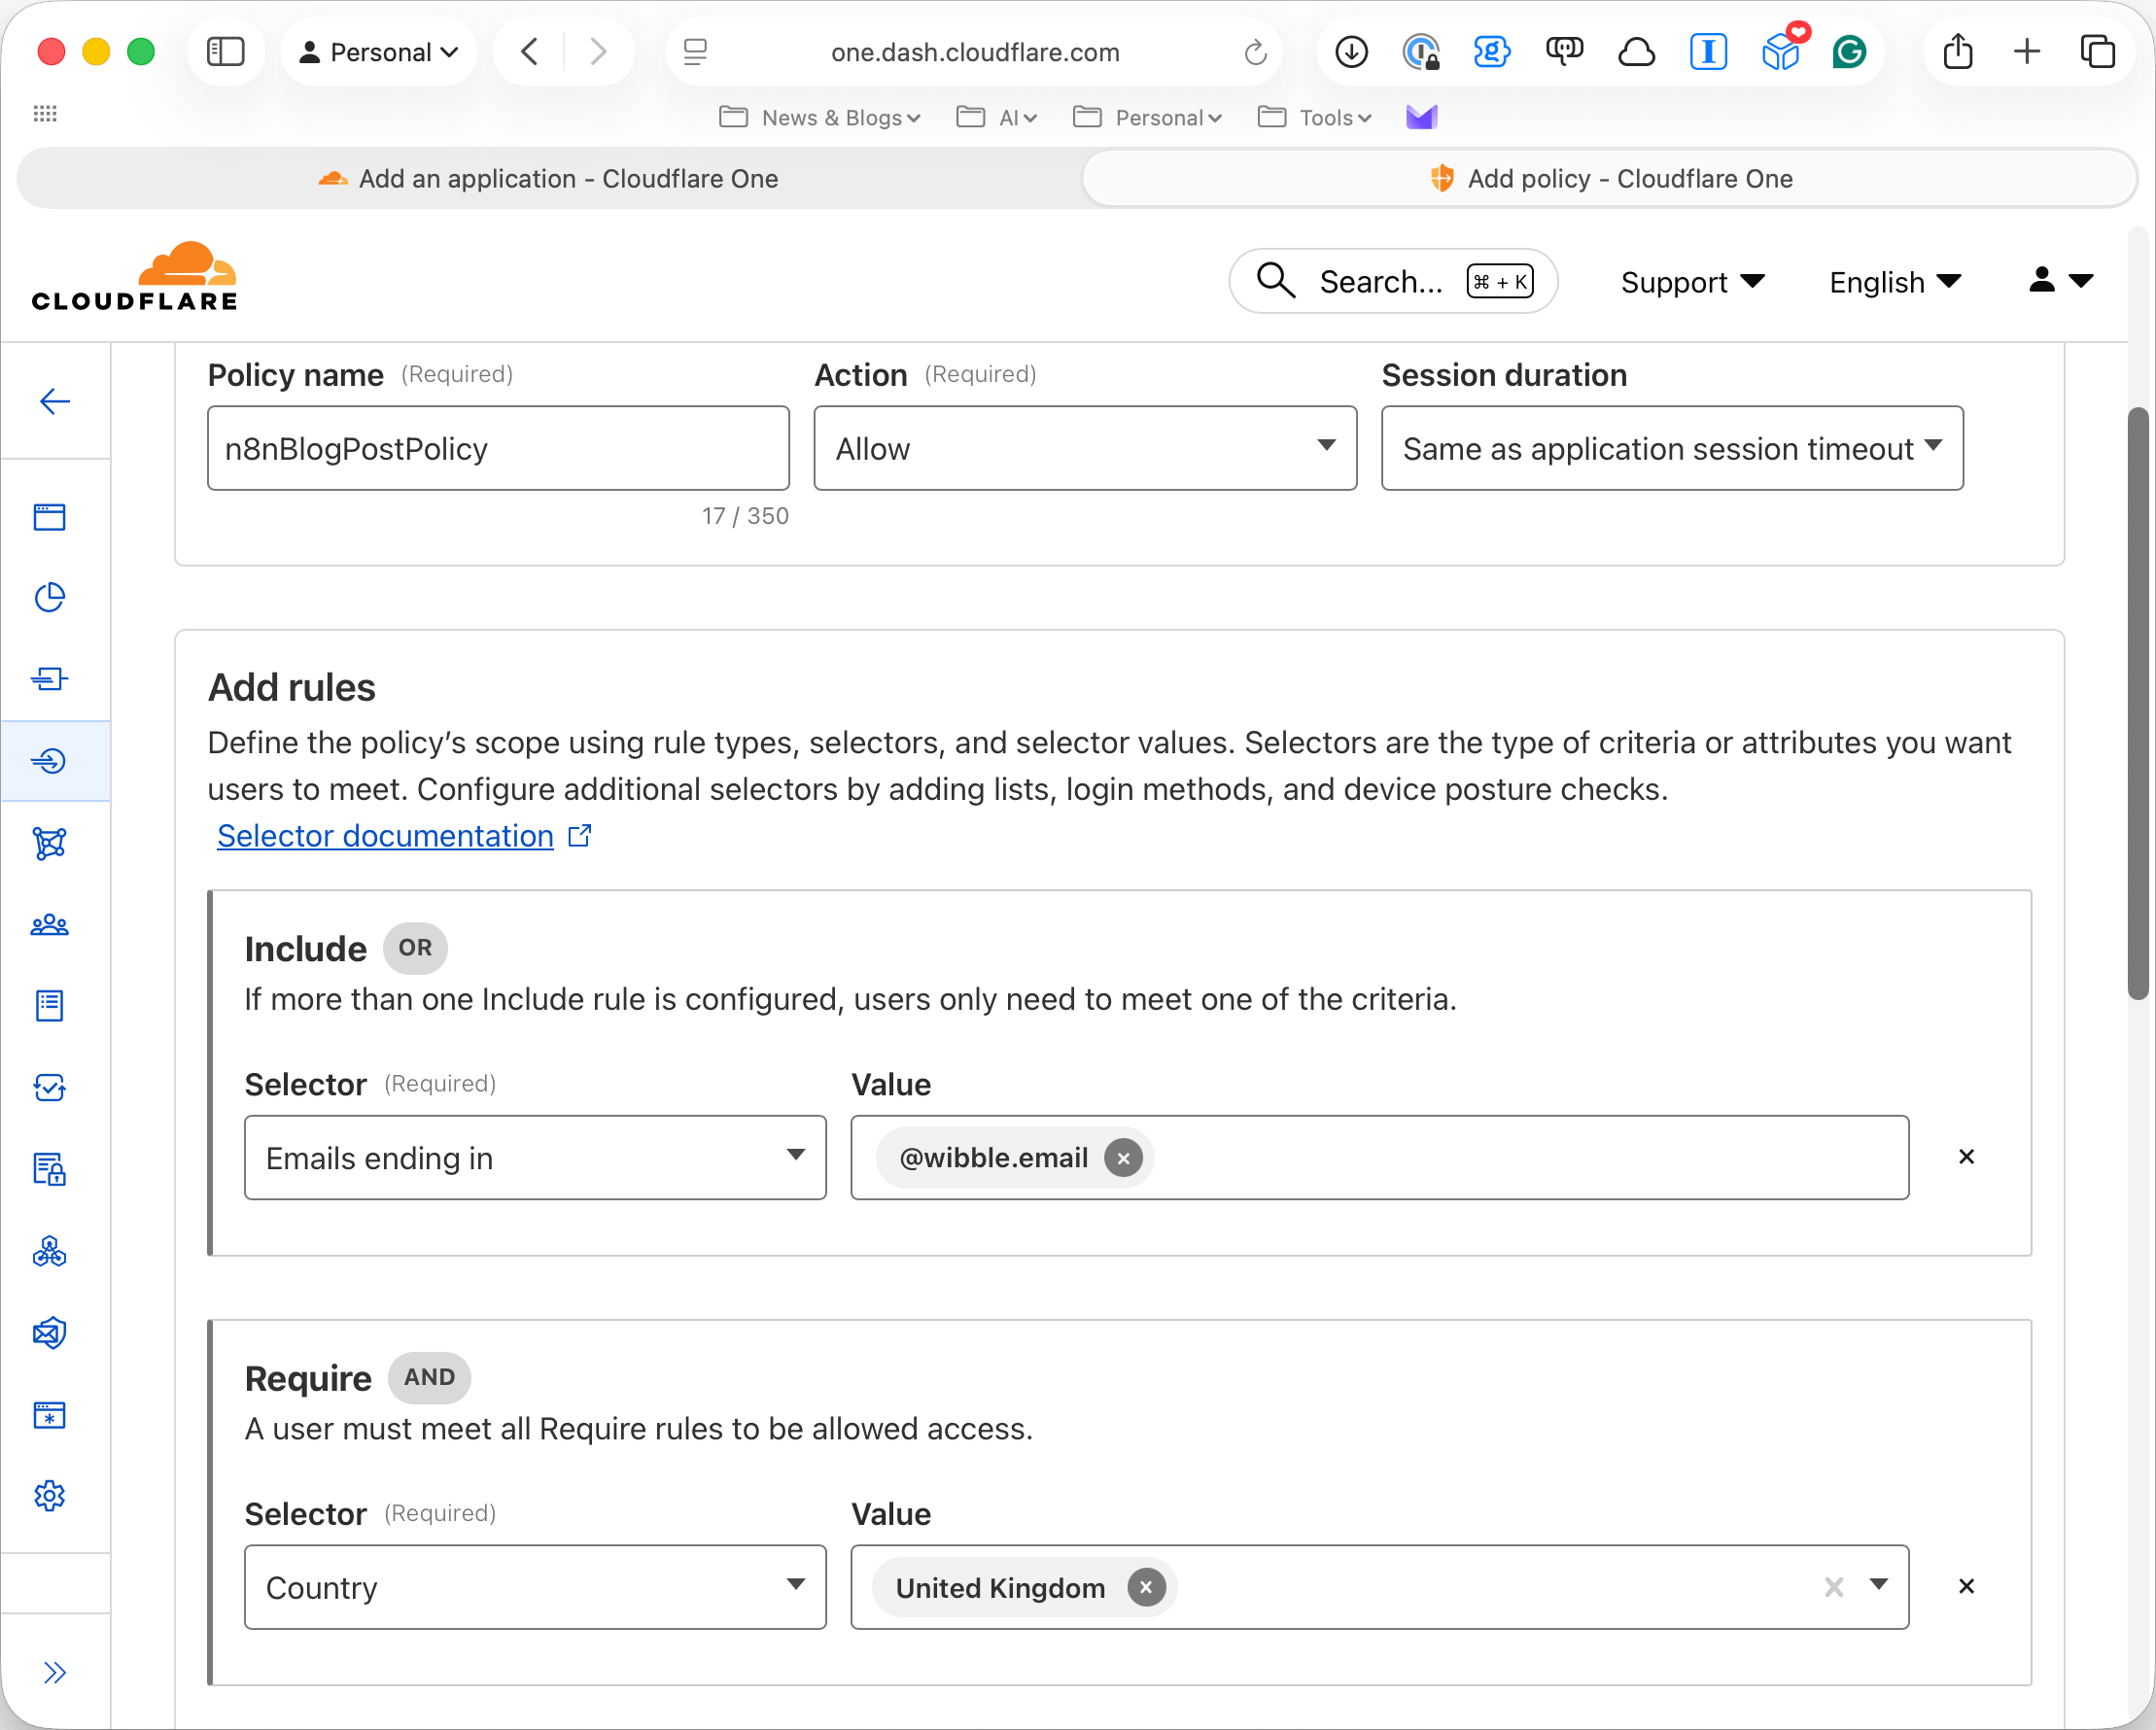 Personal
one.dash.cloudflare.com
News & Blogs
AI
Personal
Tools
Add an application - Cloudflare One
Add policy - Cloudflare One
CLOUDFLARE
Search...
⌘ + K
Support
English
Policy name (Required)
Action (Required)
Session duration
n8nBlogPostPolicy
Allow
Same as application session timeout
17 / 350
Add rules
Define the policy’s scope using rule types, selectors, and selector values. Selectors are the type of criteria or attributes you want
users to meet. Configure additional selectors by adding lists, login methods, and device posture checks.
Selector documentation
Include OR
If more than one Include rule is configured, users only need to meet one of the criteria.
Selector (Required)
Value
Emails ending in
@wibble.email
Require AND
A user must meet all Require rules to be allowed access.
Selector (Required)
Value
Country
United Kingdom